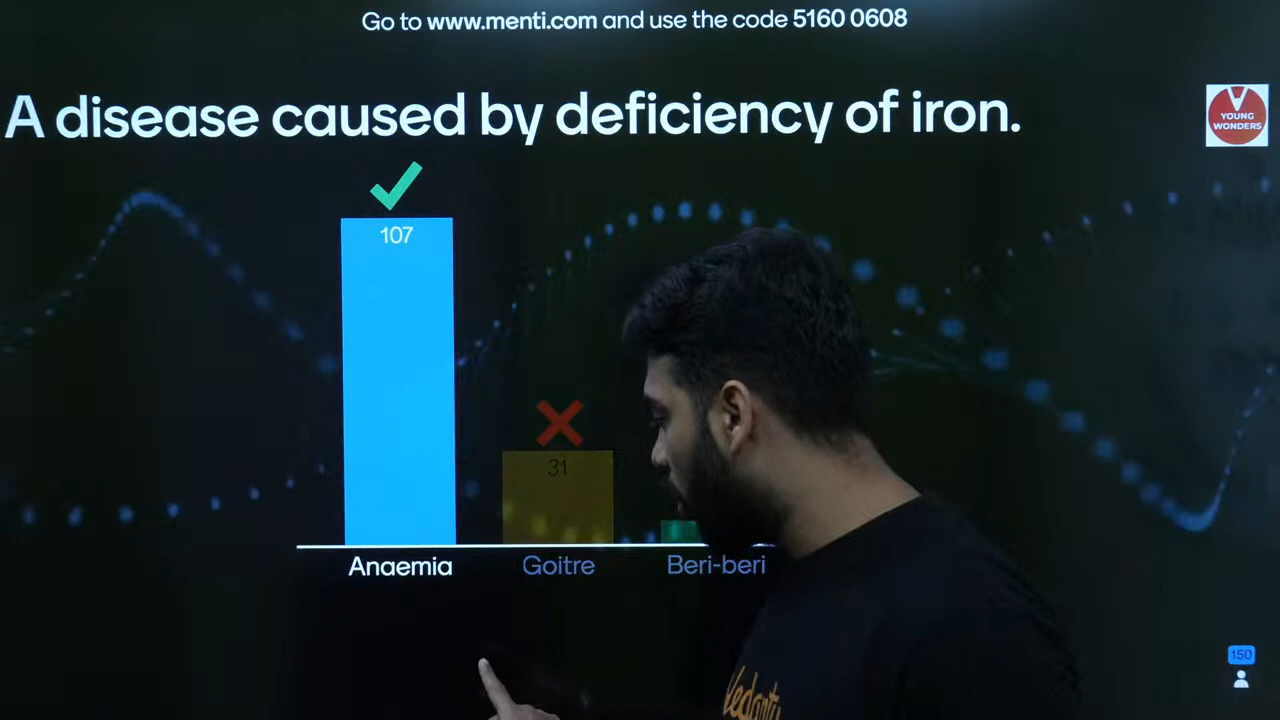 Go to www.menti.com and use the code 5160 0608
A disease caused by deficiency of iron.
YOUNG
WONDERS
107
31
Anaemia
Goitre
Beri-beri
150